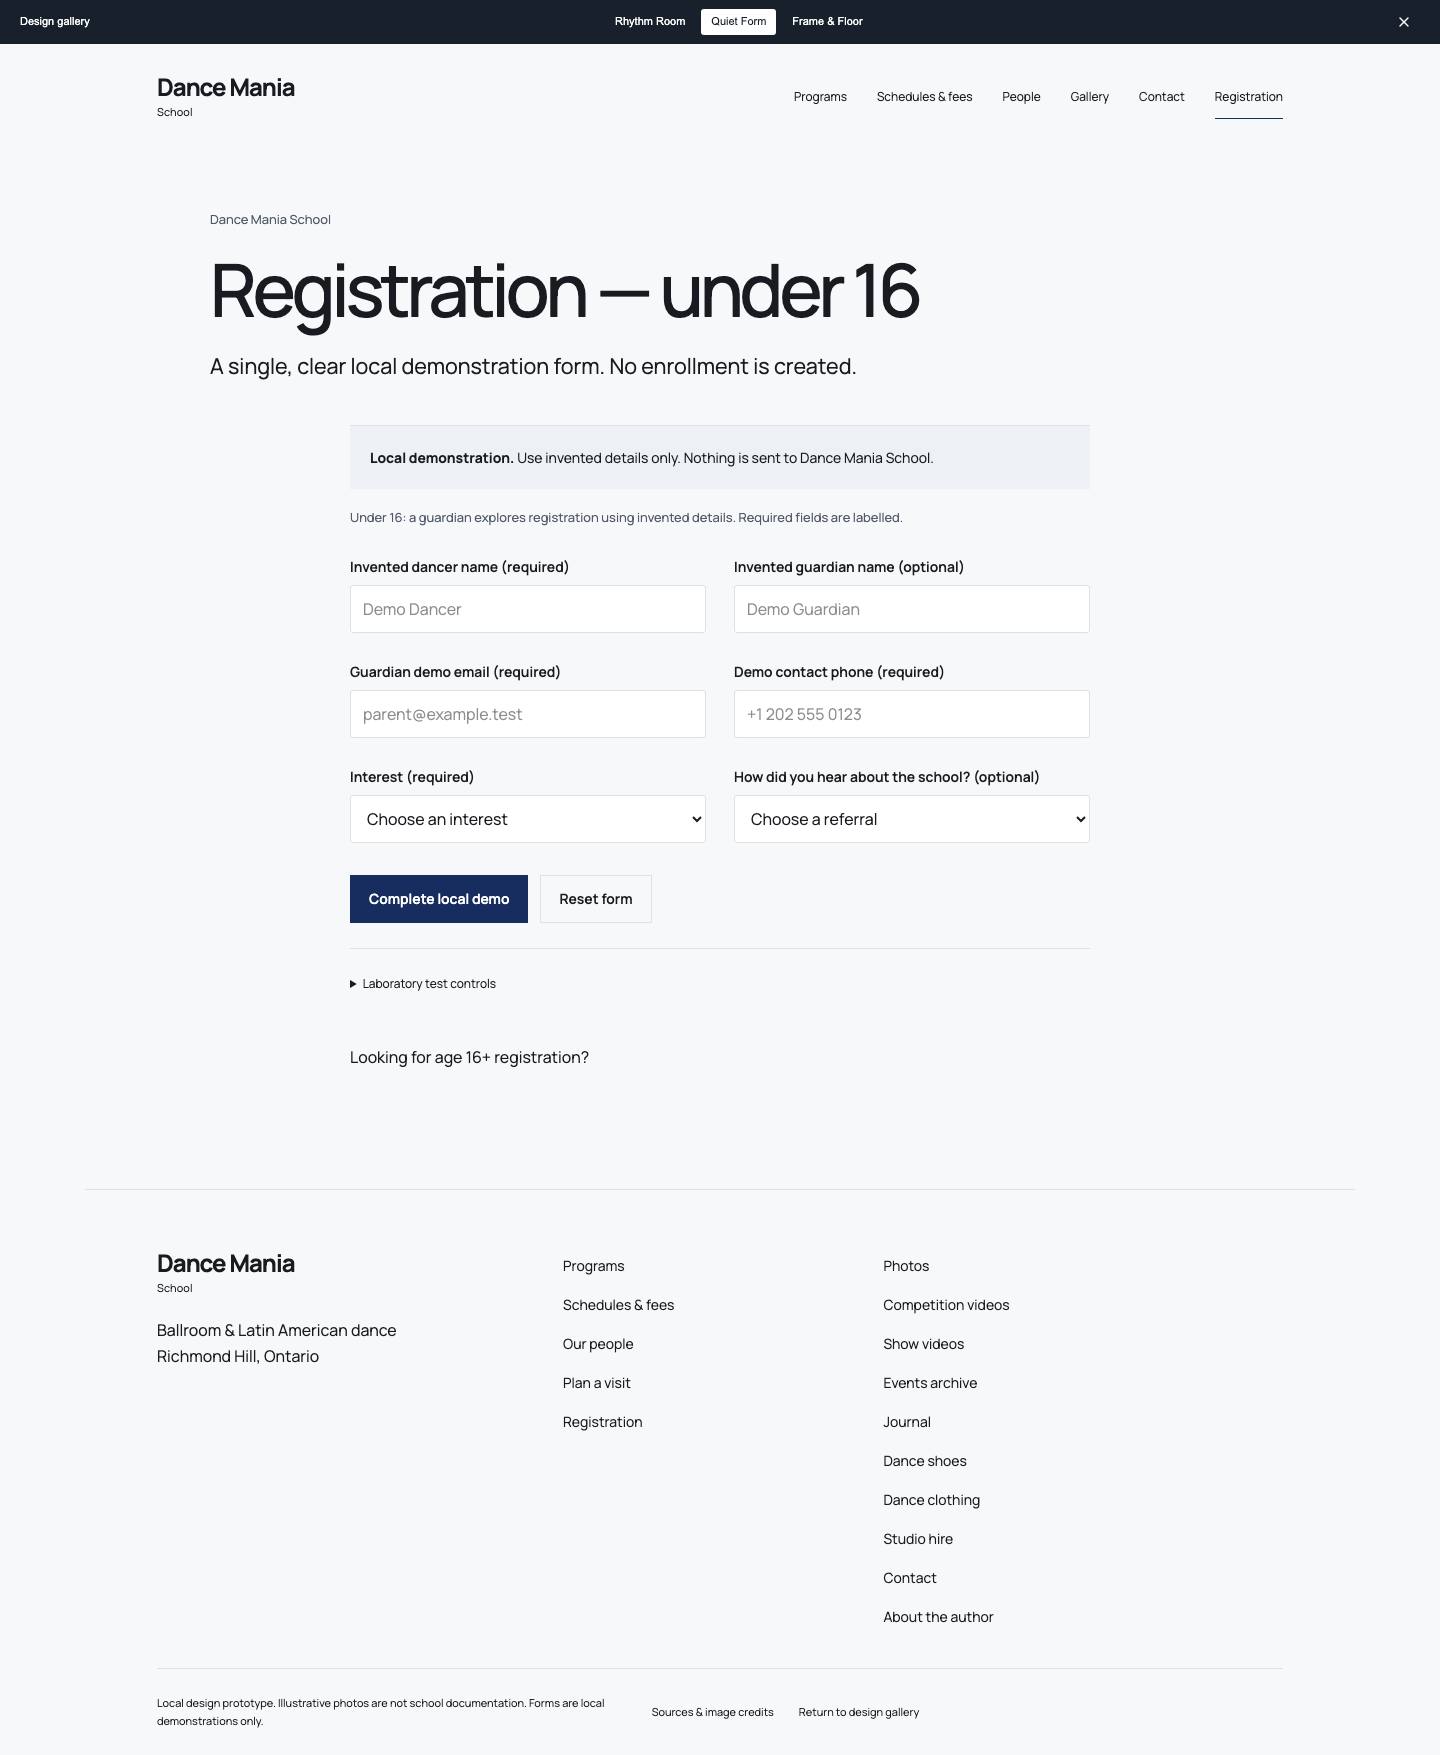 Design gallery
Rhythm Room
Quiet Form
Frame & Floor
Dance Mania
School
Programs
Schedules & fees
People
Gallery
Contact
Registration
Dance Mania School
Registration — under 16
A single, clear local demonstration form. No enrollment is created.
Local demonstration. Use invented details only. Nothing is sent to Dance Mania School.
Under 16: a guardian explores registration using invented details. Required fields are labelled.
Invented dancer name (required)
Demo Dancer
Invented guardian name (optional)
Demo Guardian
Guardian demo email (required)
parent@example.test
Demo contact phone (required)
+1 202 555 0123
Interest (required)
Choose an interest
How did you hear about the school? (optional)
Choose a referral
Complete local demo
Reset form
Laboratory test controls
Looking for age 16+ registration?
Dance Mania
School
Ballroom & Latin American dance
Richmond Hill, Ontario
Programs
Schedules & fees
Our people
Plan a visit
Registration
Photos
Competition videos
Show videos
Events archive
Journal
Dance shoes
Dance clothing
Studio hire
Contact
About the author
Local design prototype. Illustrative photos are not school documentation. Forms are local
demonstrations only.
Sources & image credits
Return to design gallery